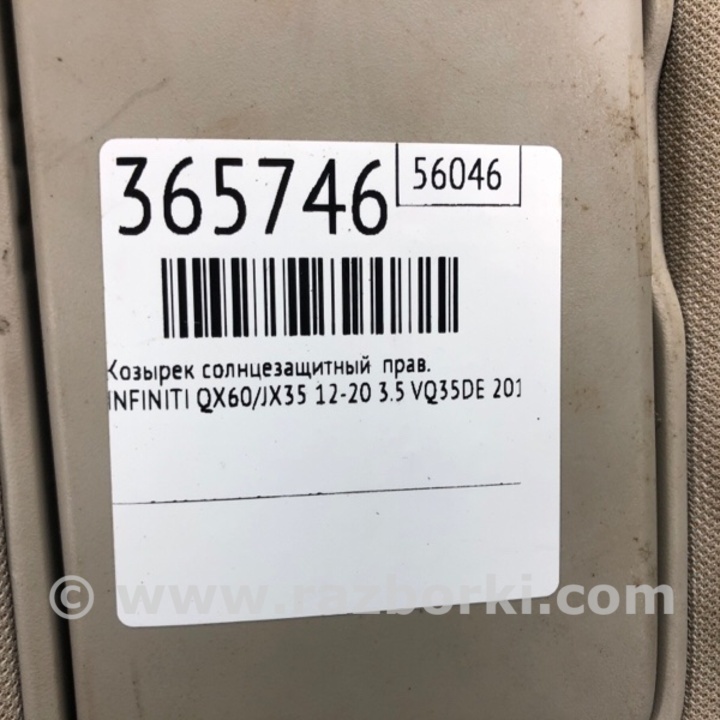 365746
56046
Козырек солнцезащитный прав.
INFINITI QX60/JX35 12-20 3.5 VQ35DE 201
© www.razborki.com